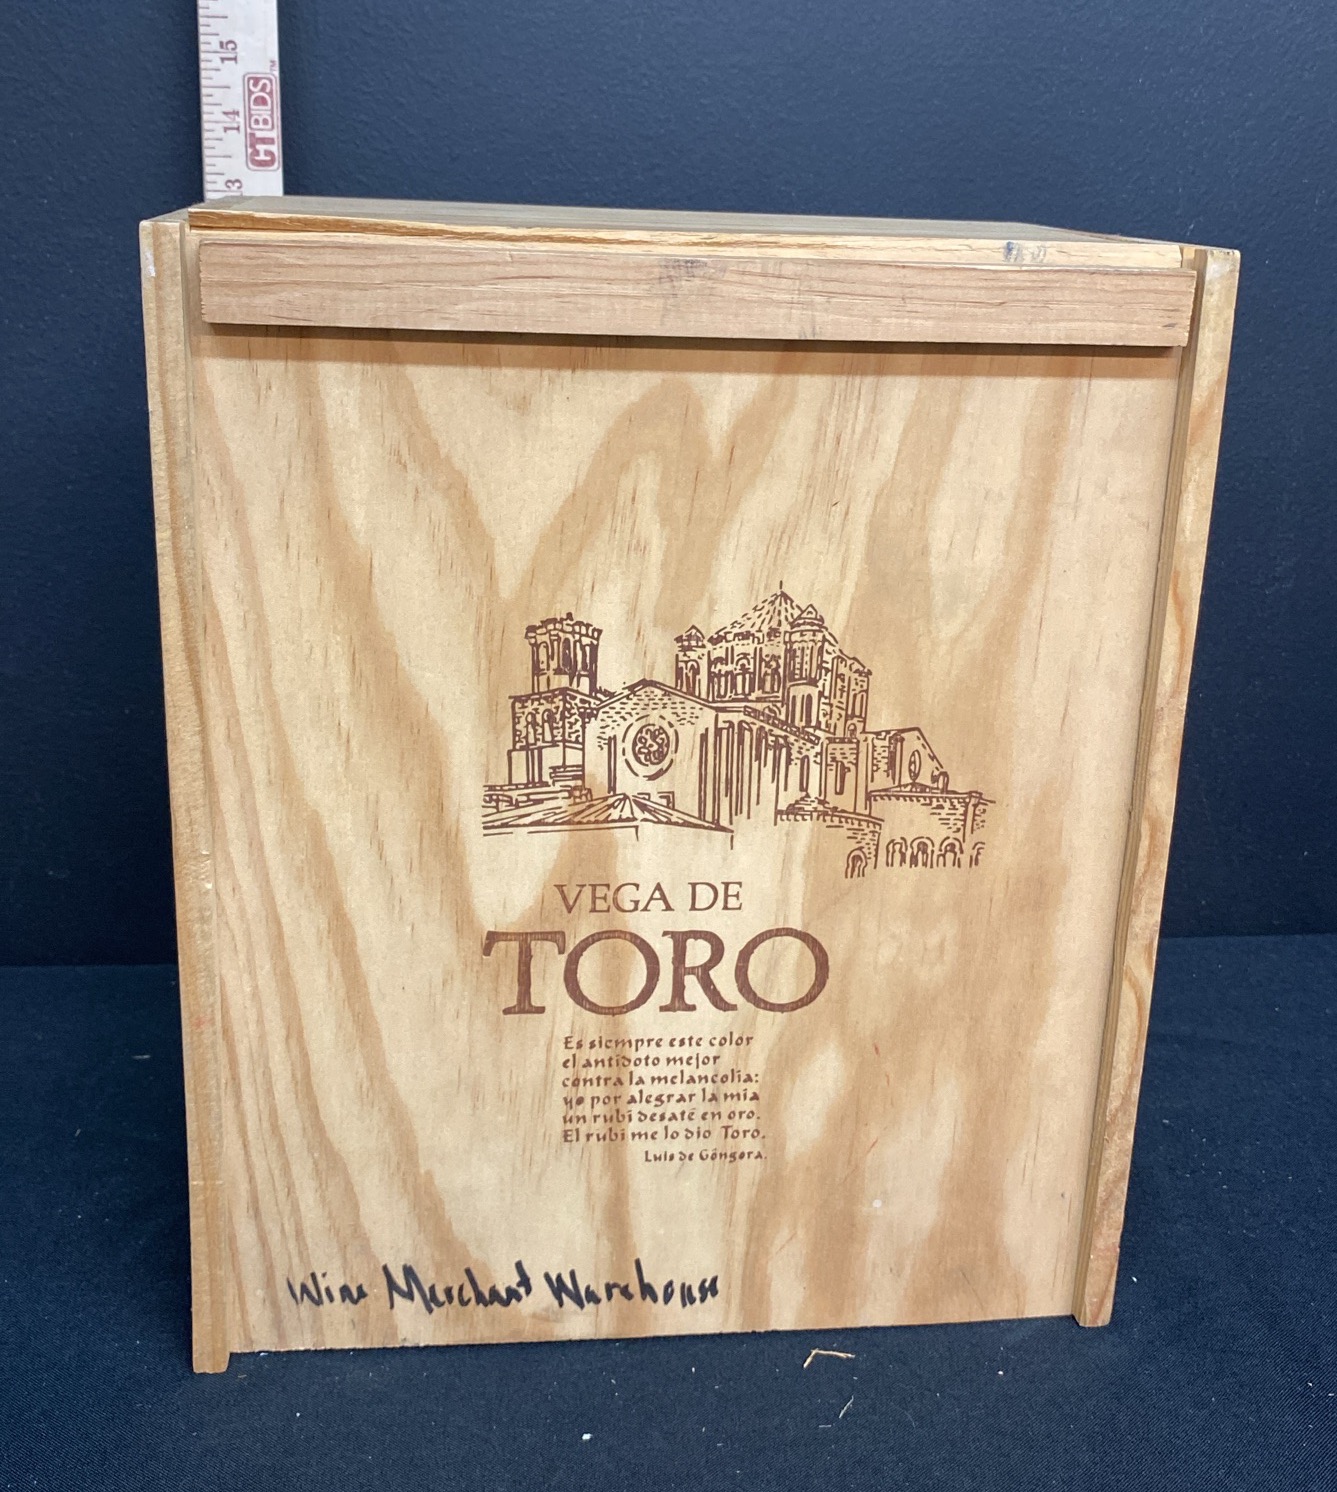 15
14
13
CTBIDS™
VEGA DE
TORO
Es siempre este color
el antidoto mejor
contra la melancolia:
yo por alegrar la mia
un rubi desaté en oro.
El rubi me lo dio Toro.
Luis de Góngora.
Wine Merchant Warehouse